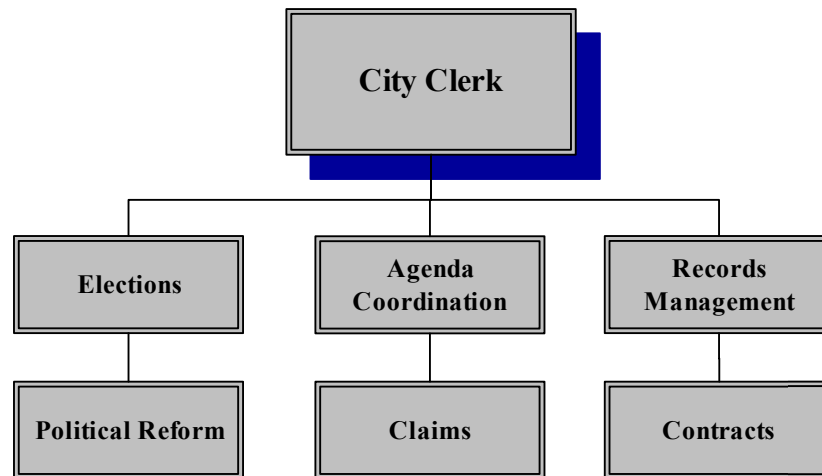 City Clerk
Elections
Agenda
Coordination
Records
Management
Political Reform
Claims
Contracts